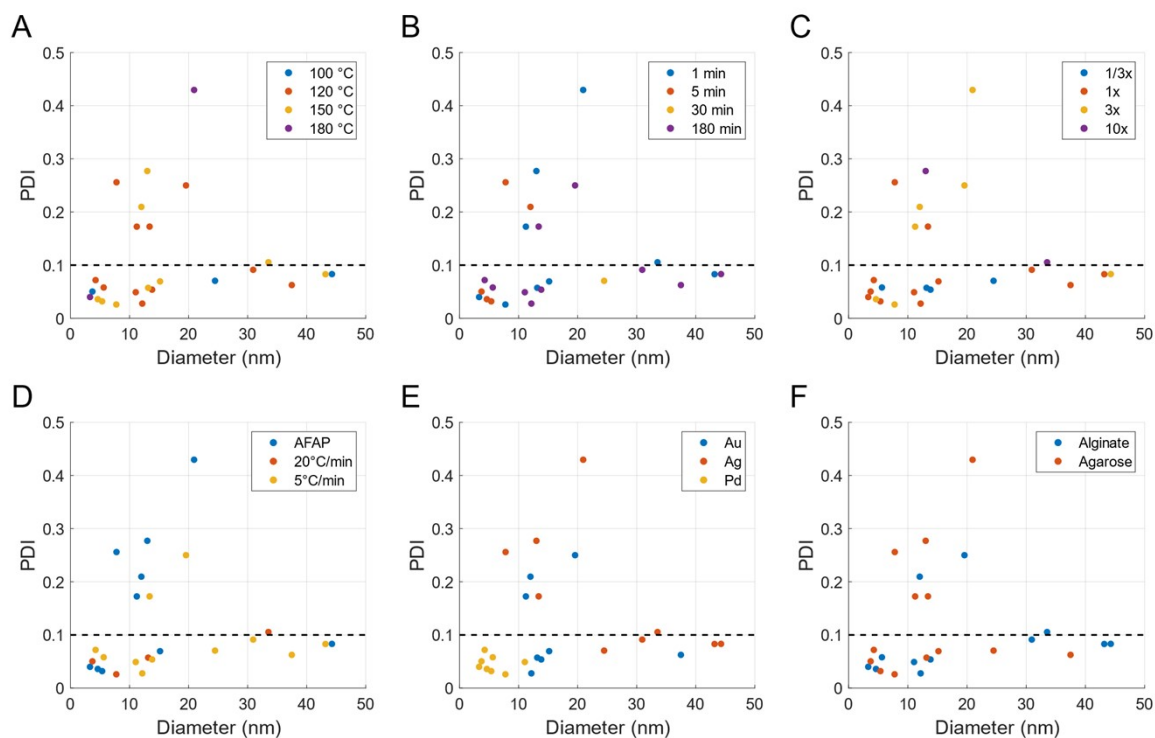 A
PDI
0.5
0.4
0.3
0.2
0.1
0
0 10 20 30 40 50
Diameter (nm)
100 °C
120 °C
150 °C
180 °C
B
PDI
0.5
0.4
0.3
0.2
0.1
0
0 10 20 30 40 50
Diameter (nm)
1 min
5 min
30 min
180 min
C
PDI
0.5
0.4
0.3
0.2
0.1
0
0 10 20 30 40 50
Diameter (nm)
1/3x
1x
3x
10x
D
PDI
0.5
0.4
0.3
0.2
0.1
0
0 10 20 30 40 50
Diameter (nm)
AFAP
20°C/min
5°C/min
E
PDI
0.5
0.4
0.3
0.2
0.1
0
0 10 20 30 40 50
Diameter (nm)
Au
Ag
Pd
F
PDI
0.5
0.4
0.3
0.2
0.1
0
0 10 20 30 40 50
Diameter (nm)
Alginate
Agarose